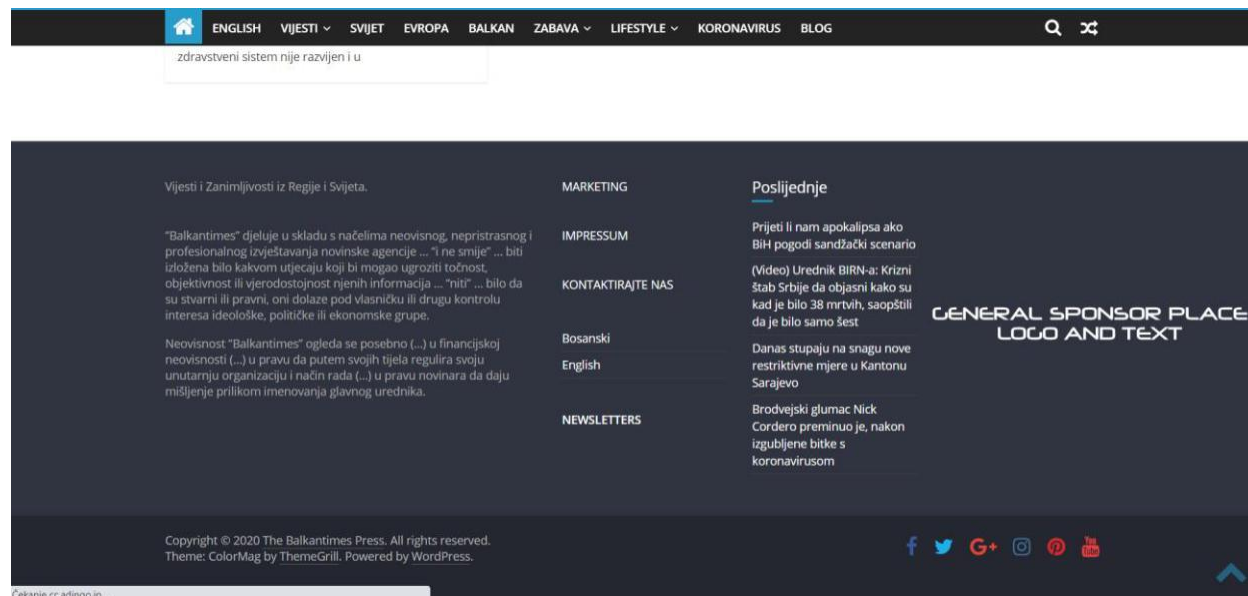 ENGLISH VIJESTI SVIJET EVROPA BALKAN ZABAVA LIFESTYLE KORONAVIRUS BLOG
zdravstveni sistem nije razvijen i u
Vijesti i Zanimljivosti iz Regije i Svijeta.
"Balkantimes" djeluje u skladu s načelima neovisnog, nepristrasnog i
profesionalnog izvještavanja novinske agencije ... "i ne smije" ... biti
izložena bilo kakvom utjecaju koji bi mogao ugroziti točnost,
objektivnost ili vjerodostojnost njenih informacija ... "niti" ... bilo da
su stvarni ili pravni, oni dolaze pod vlasničku ili drugu kontrolu
interesa ideološke, političke ili ekonomske grupe.
Neovisnost "Balkantimes" ogleda se posebno (...) u financijskoj
neovisnosti (...) u pravu da putem svojih tijela regulira svoju
unutarnju organizaciju i način rada (...) u pravu novinara da daju
mišljenje prilikom imenovanja glavnog urednika.
MARKETING
IMPRESSUM
KONTAKTIRAJTE NAS
Bosanski
English
NEWSLETTERS
Poslijednje
Prijeti li nam apokalipsa ako
BiH pogodi sandžački scenario
(Video) Urednik BIRN-a: Krizni
štab Srbije da objasni kako su
kad je bilo 38 mrtvih, saopštili
da je bilo samo šest
Danas stupaju na snagu nove
restriktivne mjere u Kantonu
Sarajevo
Brodvejski glumac Nick
Cordero preminuo je, nakon
izgubljene bitke s
koronavirusom
GENERAL SPONSOR PLACE
LOGO AND TEXT
Copyright © 2020 The Balkantimes Press. All rights reserved.
Theme: ColorMag by ThemeGrill. Powered by WordPress.
G+
You
Tube
Čekanje cc.adingo.jp